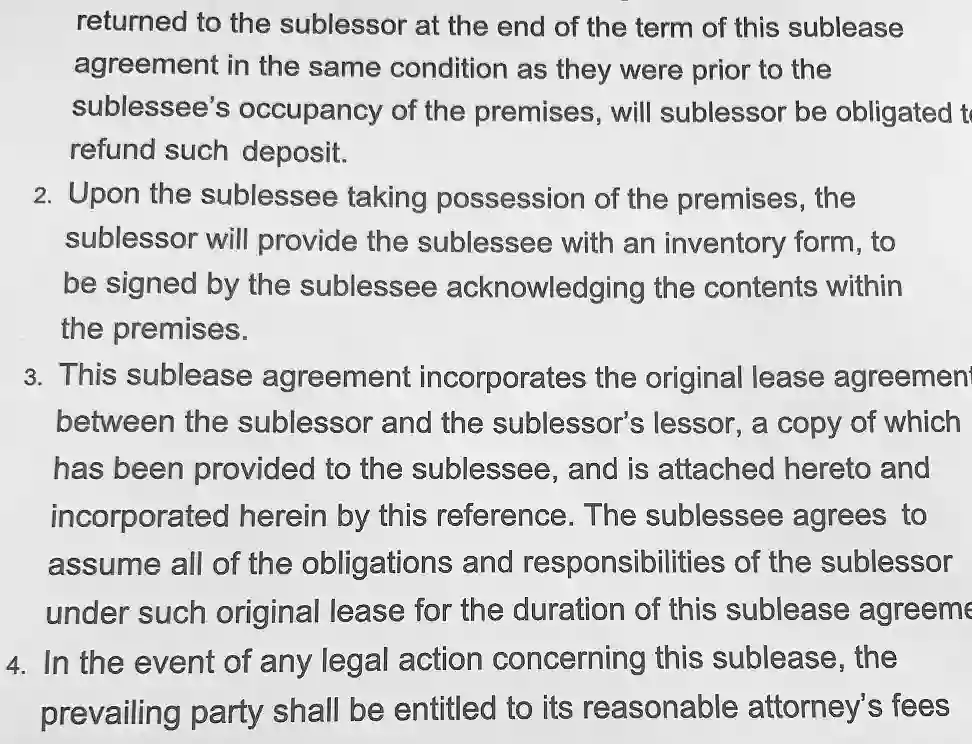 returned to the sublessor at the end of the term of this sublease
agreement in the same condition as they were prior to the
sublessee's occupancy of the premises, will sublessor be obligated
refund such deposit.
2. Upon the sublessee taking possession of the premises, the
sublessor will provide the sublessee with an inventory form, to
be signed by the sublessee acknowledging the contents within
the premises.
3. This sublease agreement incorporates the original lease agreement
between the sublessor and the sublessor's lessor, a copy of which
has been provided to the sublessee, and is attached hereto and
incorporated herein by this reference. The sublessee agrees to
assume all of the obligations and responsibilities of the sublessor
under such original lease for the duration of this sublease agreeme
4. In the event of any legal action concerning this sublease, the
prevailing party shall be entitled to its reasonable attorney's fees